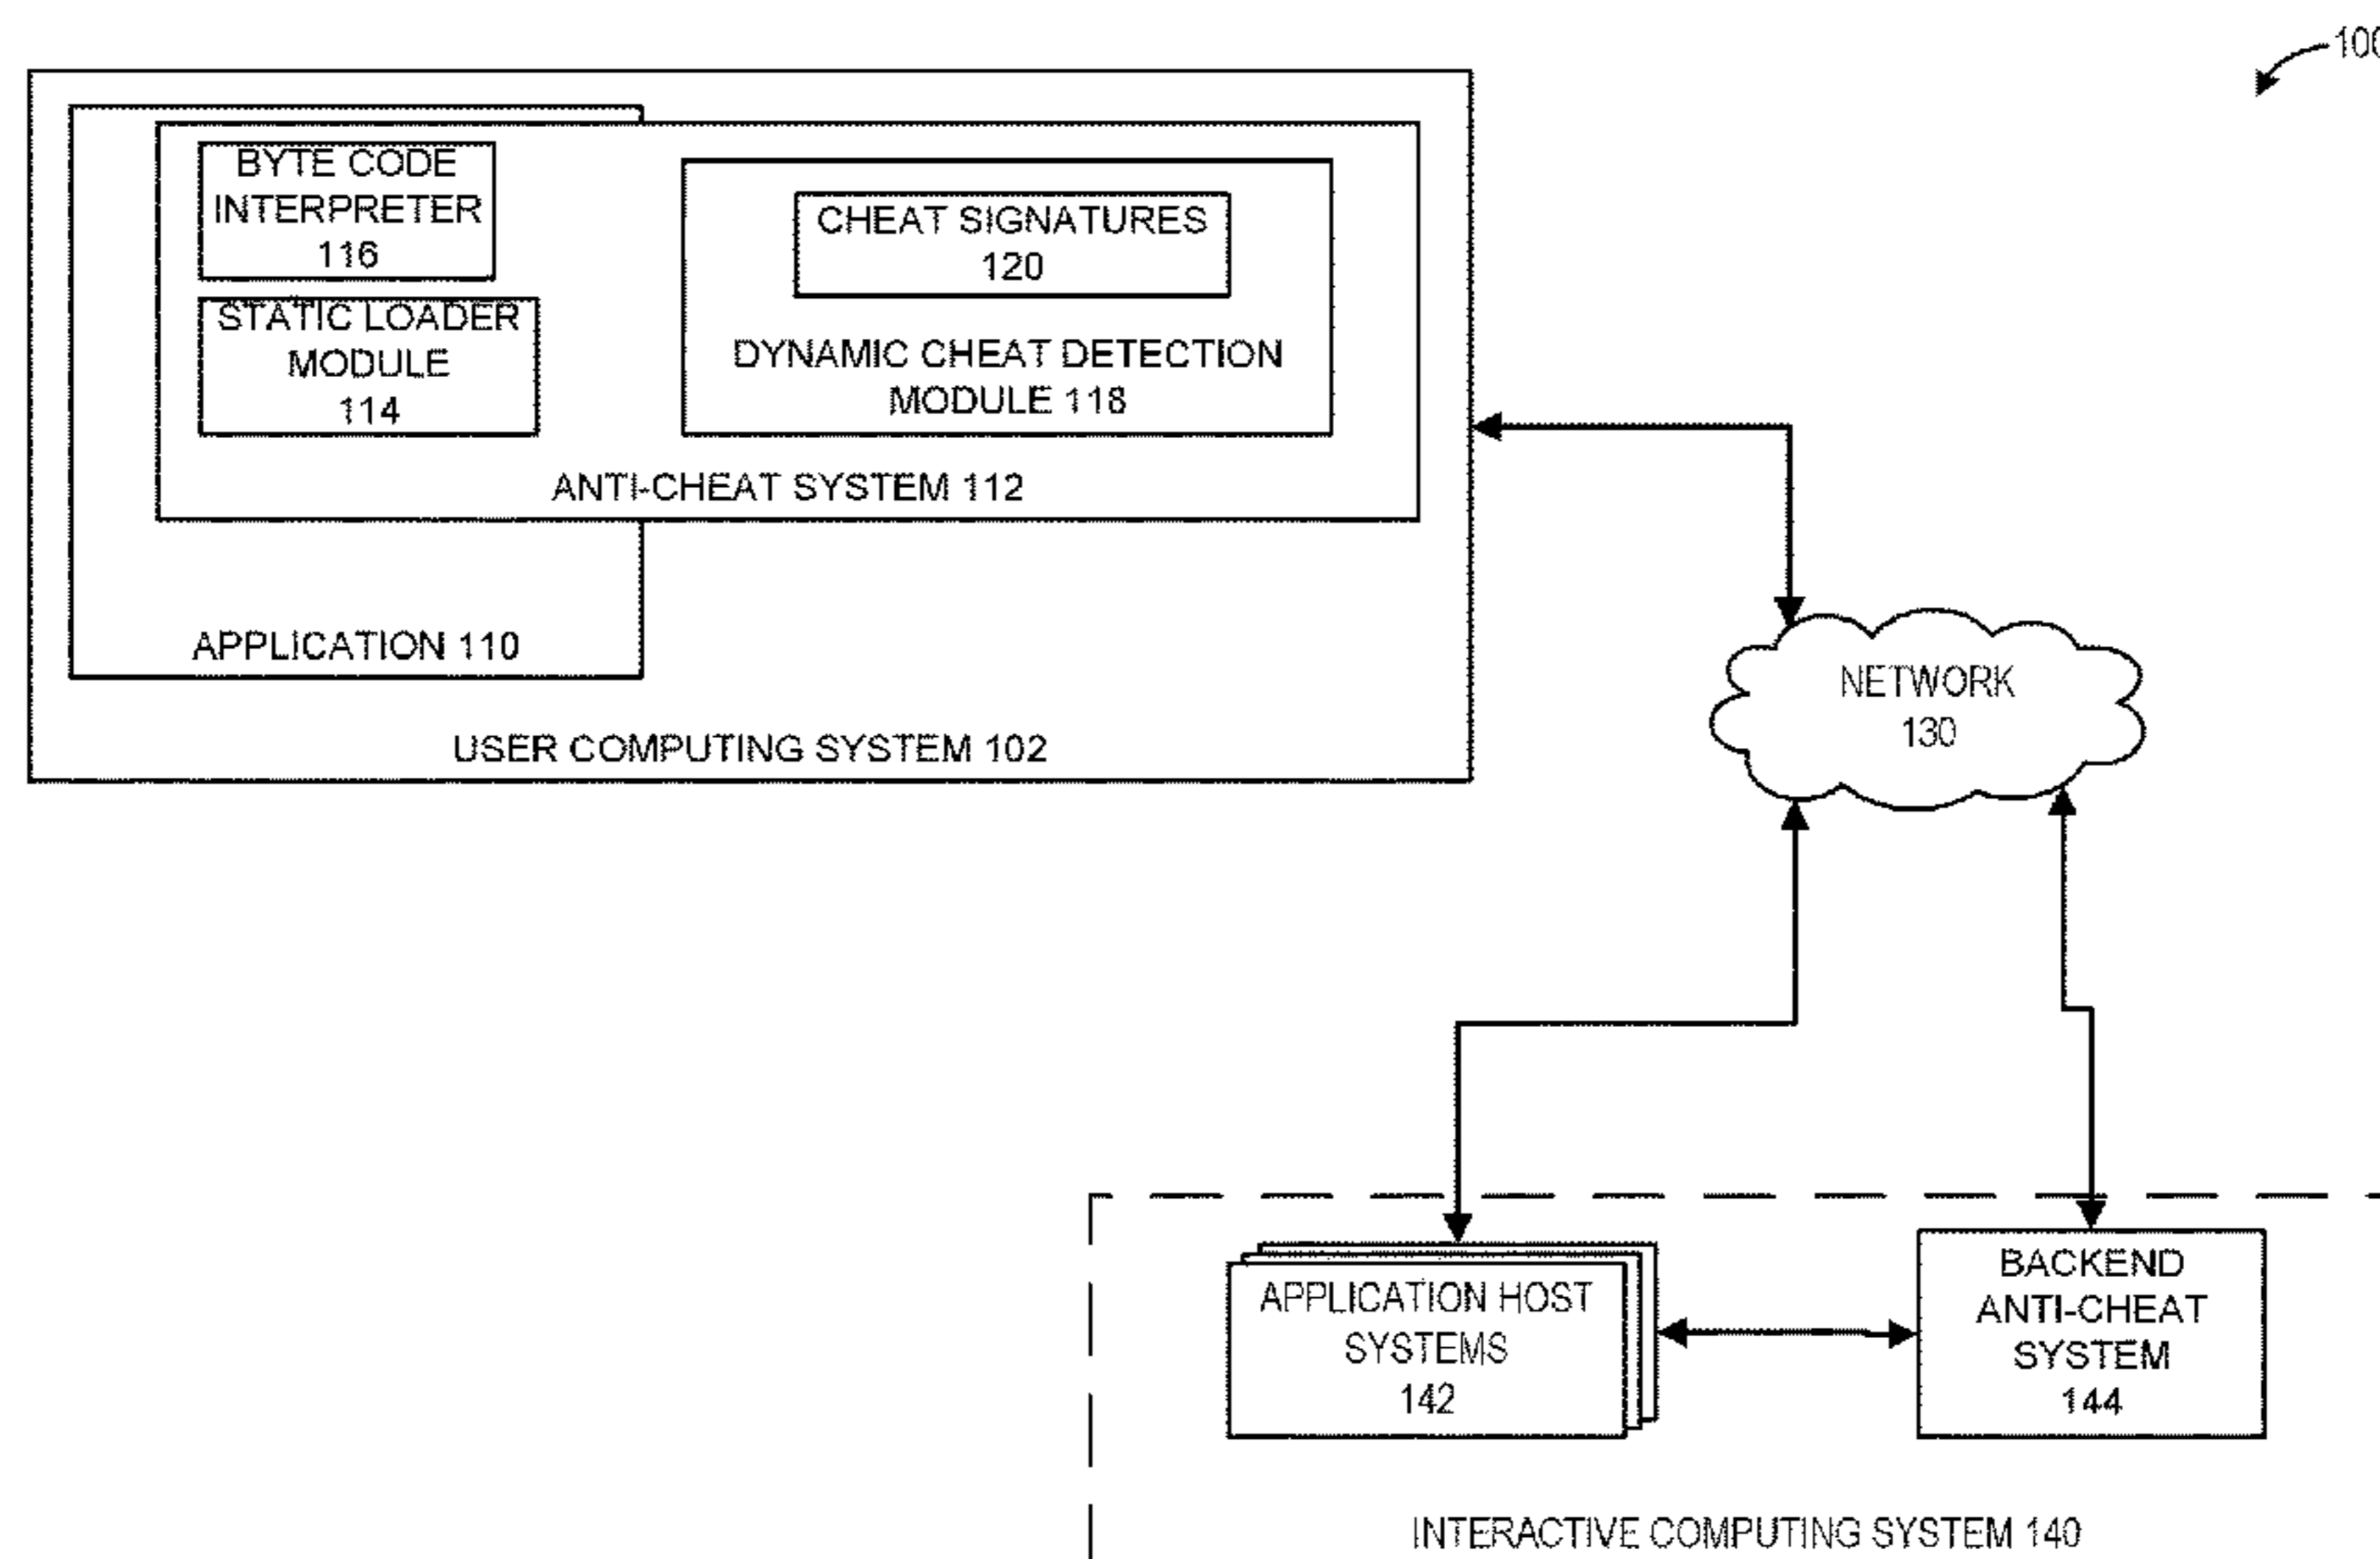 100
BYTE CODE
INTERPRETER
116
STATIC LOADER
MODULE
114
CHEAT SIGNATURES
120
DYNAMIC CHEAT DETECTION
MODULE 118
ANTI-CHEAT SYSTEM 112
APPLICATION 110
USER COMPUTING SYSTEM 102
NETWORK
130
APPLICATION HOST
SYSTEMS
142
BACKEND
ANTI-CHEAT
SYSTEM
144
INTERACTIVE COMPUTING SYSTEM 140